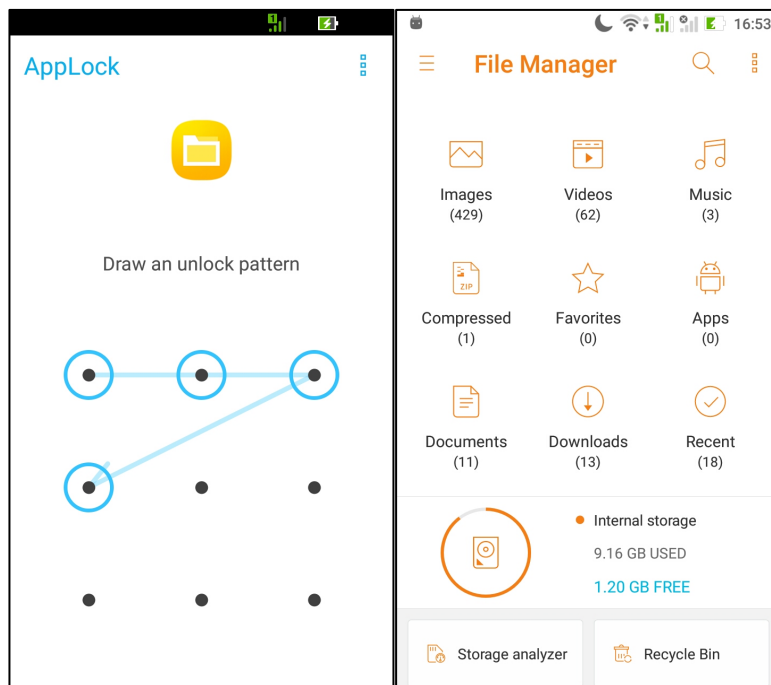 AppLock
Draw an unlock pattern
1
16:53
File Manager
Images
(429)
Videos
(62)
Music
(3)
ZIP
Compressed
(1)
Favorites
(0)
Apps
(0)
Documents
(11)
Downloads
(13)
Recent
(18)
Internal storage
9.16 GB USED
1.20 GB FREE
Storage analyzer
Recycle Bin